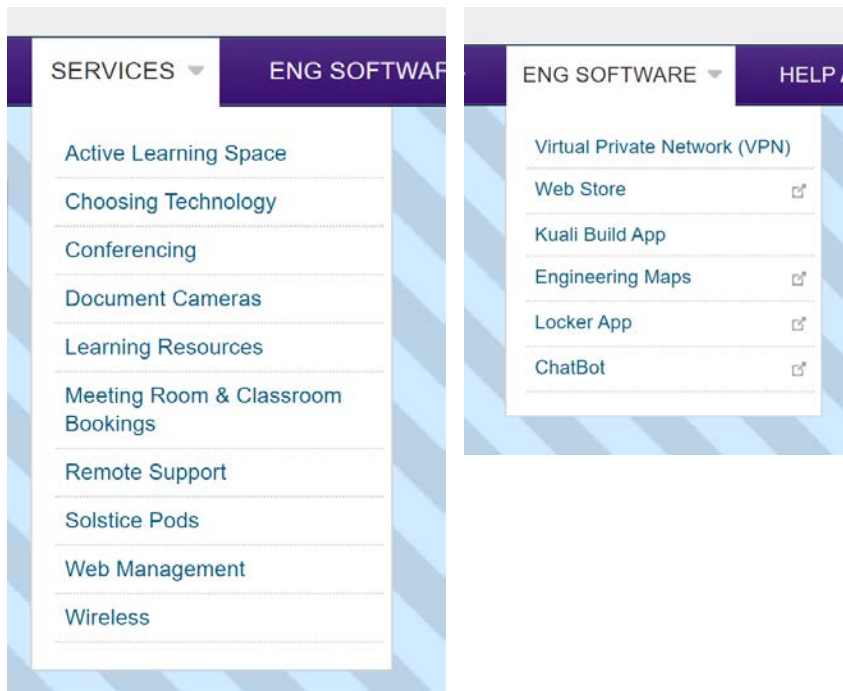 SERVICES
ENG SOFTWAR
Active Learning Space
Choosing Technology
Conferencing
Document Cameras
Learning Resources
Meeting Room & Classroom
Bookings
Remote Support
Solstice Pods
Web Management
Wireless
ENG SOFTWARE
HELP
Virtual Private Network (VPN)
Web Store
Kuali Build App
Engineering Maps
Locker App
ChatBot